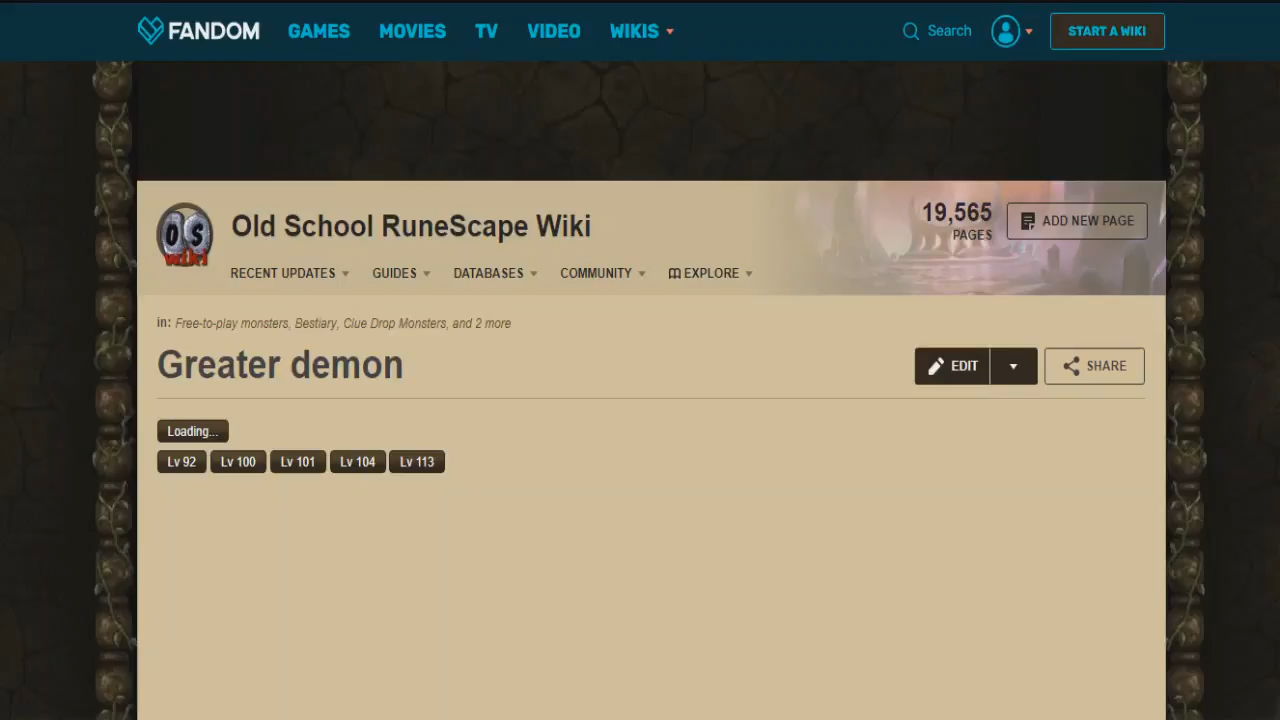 FANDOM GAMES MOVIES TV VIDEO WIKIS Search START A WIKI
OS
wiki
Old School RuneScape Wiki
19,565
PAGES
ADD NEW PAGE
RECENT UPDATES GUIDES DATABASES COMMUNITY EXPLORE
in: Free-to-play monsters, Bestiary, Clue Drop Monsters, and 2 more
Greater demon
EDIT SHARE
Loading...
Lv 92 Lv 100 Lv 101 Lv 104 Lv 113